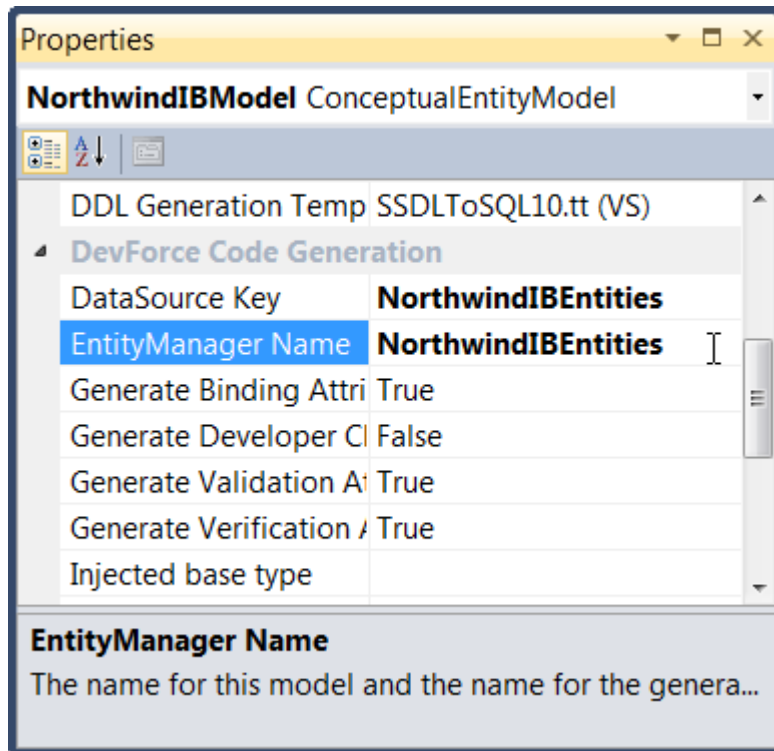 Properties
NorthwindIBModel ConceptualEntityModel
DDL Generation Temp SSDLToSQL10.tt (VS)
DevForce Code Generation
DataSource Key NorthwindIBEntities
EntityManager Name NorthwindIBEntities
Generate Binding Attri True
Generate Developer Cl False
Generate Validation At True
Generate Verification A True
Injected base type
EntityManager Name
The name for this model and the name for the genera...